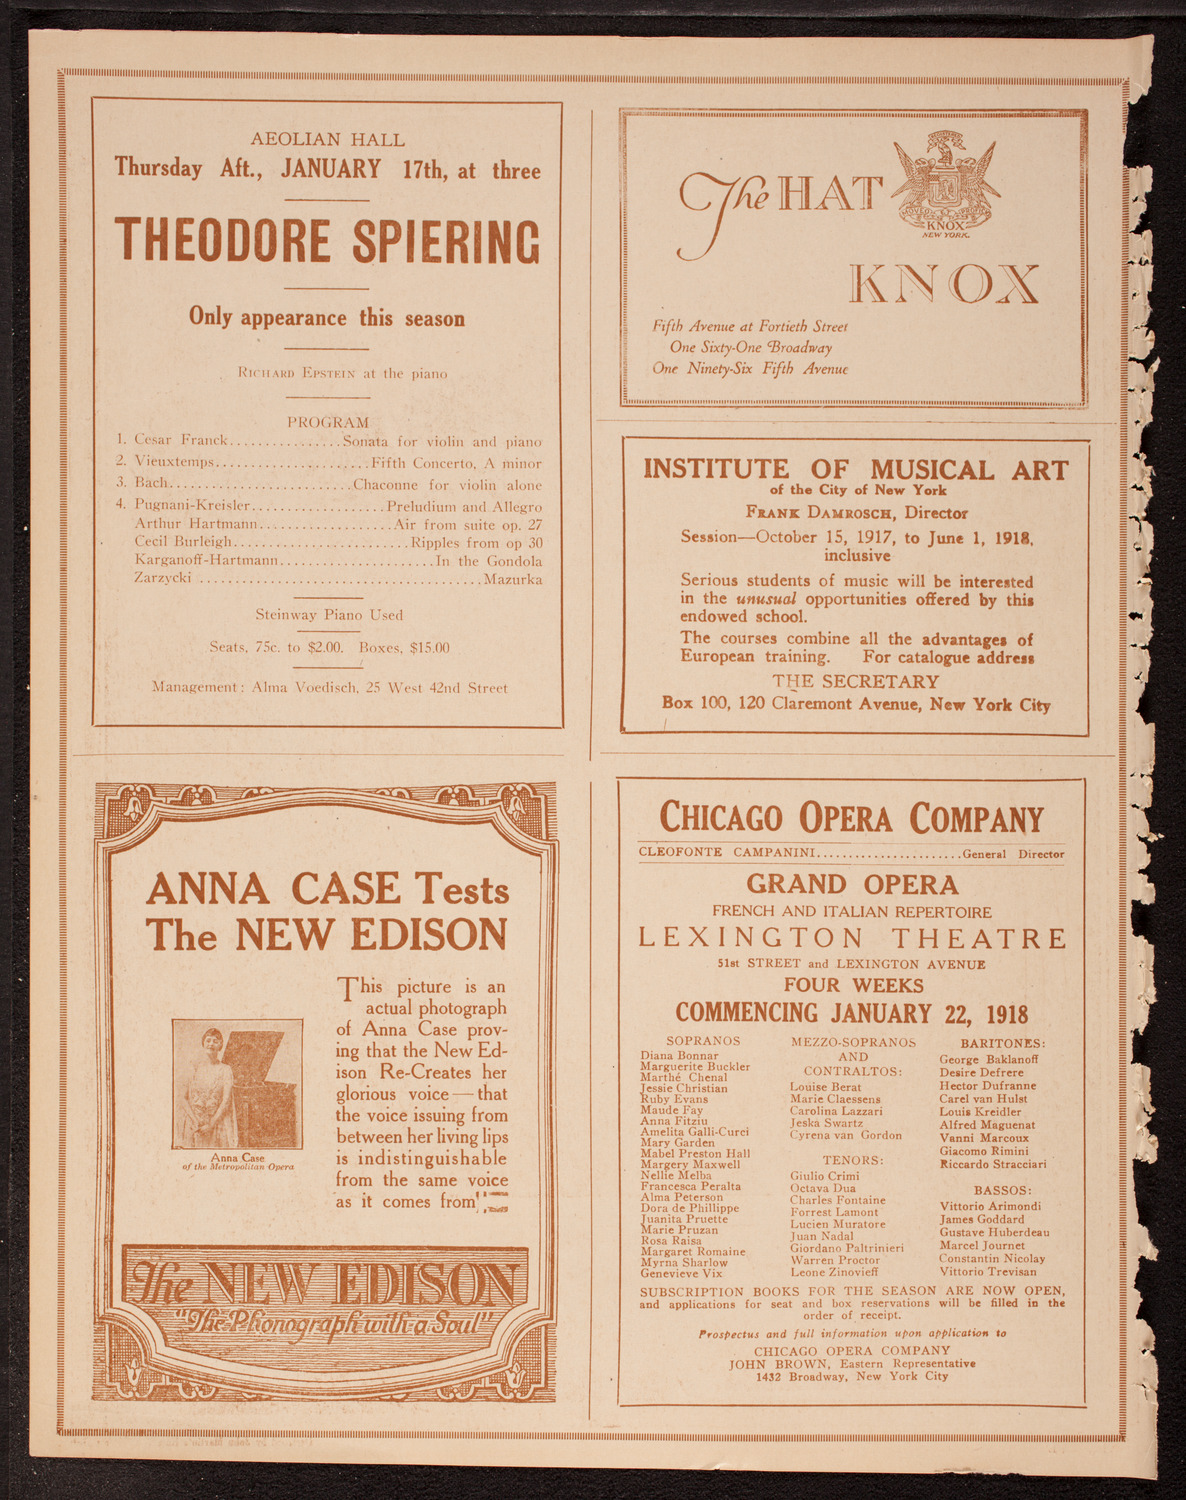 AEOLIAN HALL
Thursday Aft., JANUARY 17th, at three
THEODORE SPIERING
Only appearance this season
RICHARD EPSTEIN at the piano
PROGRAM
1. Cesar Franck................Sonata for violin and piano
2. Vieuxtemps......................Fifth Concerto, A minor
3. Bach..........................Chaconne for violin alone
4. Pugnani-Kreisler...................Preludium and Allegro
Arthur Hartmann...................Air from suite op. 27
Cecil Burleigh.........................Ripples from op 30
Karganoff-Hartmann......................In the Gondola
Zarzycki ........................................Mazurka
Steinway Piano Used
Seats, 75c. to $2.00. Boxes, $15.00
Management: Alma Voedisch, 25 West 42nd Street
The HAT
KNOX
NEW YORK.
KNOX
Fifth Avenue at Fortieth Street
One Sixty-One Broadway
One Ninety-Six Fifth Avenue
INSTITUTE OF MUSICAL ART
of the City of New York
FRANK DAMROSCH, Director
Session—October 15, 1917, to June 1, 1918,
inclusive
Serious students of music will be interested
in the unusual opportunities offered by this
endowed school.
The courses combine all the advantages of
European training. For catalogue address
THE SECRETARY
Box 100, 120 Claremont Avenue, New York City
ANNA CASE Tests
The NEW EDISON
This picture is an
actual photograph
of Anna Case prov-
ing that the New Ed-
ison Re-Creates her
glorious voice—that
the voice issuing from
between her living lips
is indistinguishable
from the same voice
as it comes from
Anna Case
of the Metropolitan Opera
The NEW EDISON
"The Phonograph with a Soul"
CHICAGO OPERA COMPANY
CLEOFONTE CAMPANINI.......................General Director
GRAND OPERA
FRENCH AND ITALIAN REPERTOIRE
LEXINGTON THEATRE
51st STREET and LEXINGTON AVENUE
FOUR WEEKS
COMMENCING JANUARY 22, 1918
SOPRANOS
Diana Bonnar
Marguerite Buckler
Marthé Chenal
Jessie Christian
Ruby Evans
Maude Fay
Anna Fitziu
Amelita Galli-Curci
Mary Garden
Mabel Preston Hall
Margery Maxwell
Nellie Melba
Francesca Peralta
Alma Peterson
Dora de Phillippe
Juanita Pruette
Marie Pruzan
Rosa Raisa
Margaret Romaine
Myrna Sharlow
Genevieve Vix
MEZZO-SOPRANOS
AND
CONTRALTOS:
Louise Berat
Marie Claessens
Carolina Lazzari
Jeska Swartz
Cyrena van Gordon
TENORS:
Giulio Crimi
Octava Dua
Charles Fontaine
Forrest Lamont
Lucien Muratore
Juan Nadal
Giordano Paltrinieri
Warren Proctor
Leone Zinovieff
BARITONES:
George Baklanoff
Desire Defrere
Hector Dufranne
Carel van Hulst
Louis Kreidler
Alfred Maguenat
Vanni Marcoux
Giacomo Rimini
Riccardo Stracciari
BASSOS:
Vittorio Arimondi
James Goddard
Gustave Huberdeau
Marcel Journet
Constantin Nicolay
Vittorio Trevisan
SUBSCRIPTION BOOKS FOR THE SEASON ARE NOW OPEN,
and applications for seat and box reservations will be filled in the
order of receipt.
Prospectus and full information upon application to
CHICAGO OPERA COMPANY
JOHN BROWN, Eastern Representative
1432 Broadway, New York City